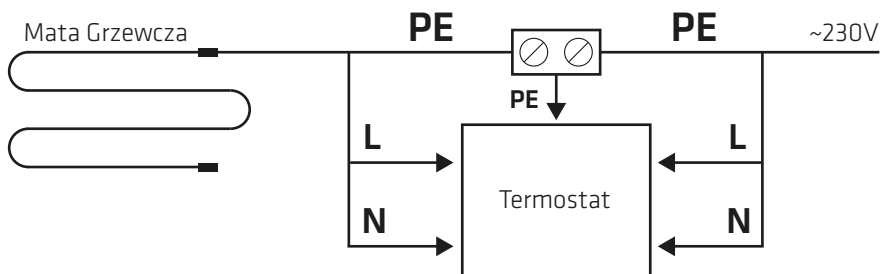 Mata Grzewcza
PE
PE
~230V
PE
L
L
Termostat
N
N